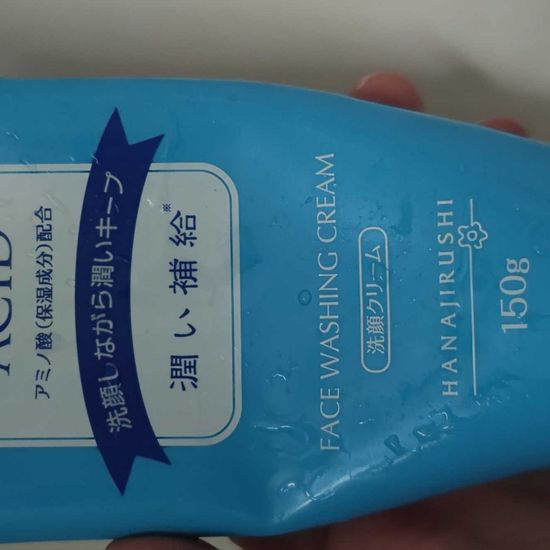 ACID
アミノ酸(保湿成分)配合
洗顔しながら潤いキープ
潤い補給※
FACE WASHING CREAM
洗顔クリーム
HANAJIRUSHI
150g